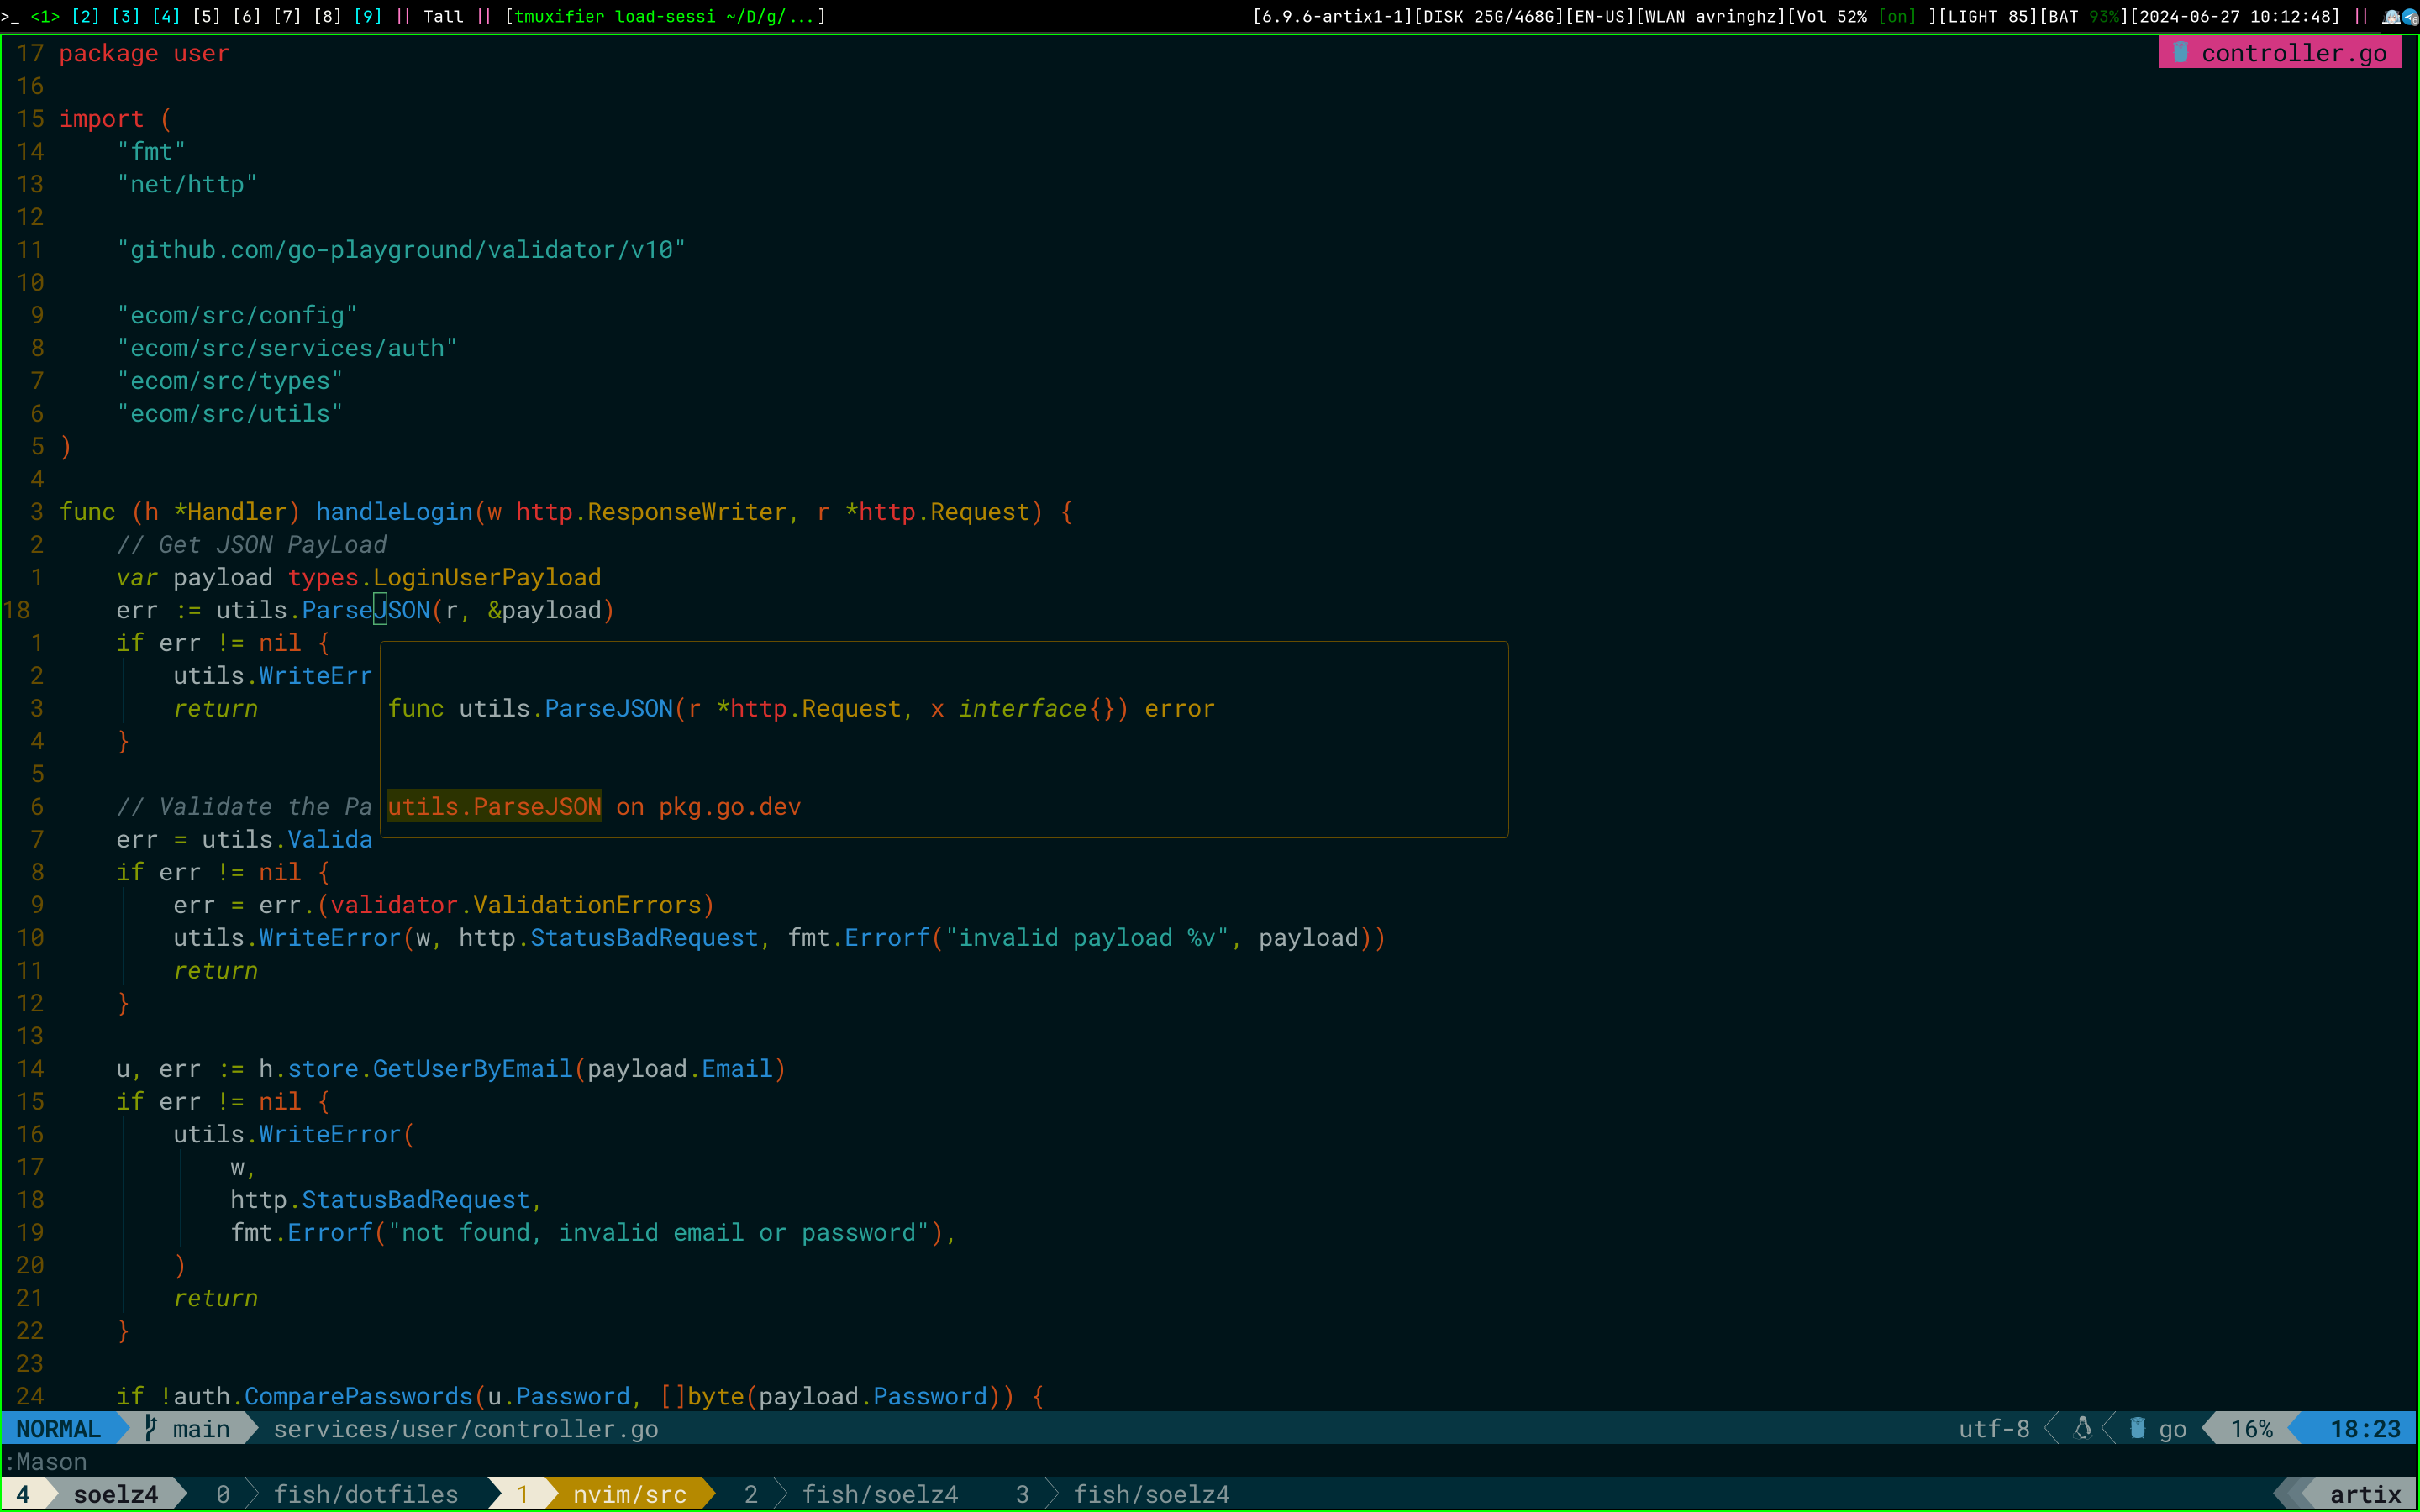 >_ <1> [2] [3] [4] [5] [6] [7] [8] [9] || Tall || [tmuxifier load-sessi ~/D/g/...] [6.9.6-artix1-1][DISK 25G/468G][EN-US][WLAN avringhz][Vol 52% [on] ][LIGHT 85][BAT 93%][2024-06-27 10:12:48] ||
17 package user controller.go
16
15 import (
14     "fmt"
13     "net/http"
12
11     "github.com/go-playground/validator/v10"
10
9     "ecom/src/config"
8     "ecom/src/services/auth"
7     "ecom/src/types"
6     "ecom/src/utils"
5 )
4
3 func (h *Handler) handleLogin(w http.ResponseWriter, r *http.Request) {
2     // Get JSON PayLoad
1     var payload types.LoginUserPayload
18     err := utils.ParseJSON(r, &payload)
1     if err != nil {
2         utils.WriteErr
3         return func utils.ParseJSON(r *http.Request, x interface{}) error
4     }
5
6     // Validate the Pa utils.ParseJSON on pkg.go.dev
7     err = utils.Valida
8     if err != nil {
9         err = err.(validator.ValidationErrors)
10         utils.WriteError(w, http.StatusBadRequest, fmt.Errorf("invalid payload %v", payload))
11         return
12     }
13
14     u, err := h.store.GetUserByEmail(payload.Email)
15     if err != nil {
16         utils.WriteError(
17             w,
18             http.StatusBadRequest,
19             fmt.Errorf("not found, invalid email or password"),
20         )
21         return
22     }
23
24     if !auth.ComparePasswords(u.Password, []byte(payload.Password)) {
NORMAL main services/user/controller.go utf-8 go 16% 18:23
:Mason
4 soelz4 0 fish/dotfiles 1 nvim/src 2 fish/soelz4 3 fish/soelz4 artix